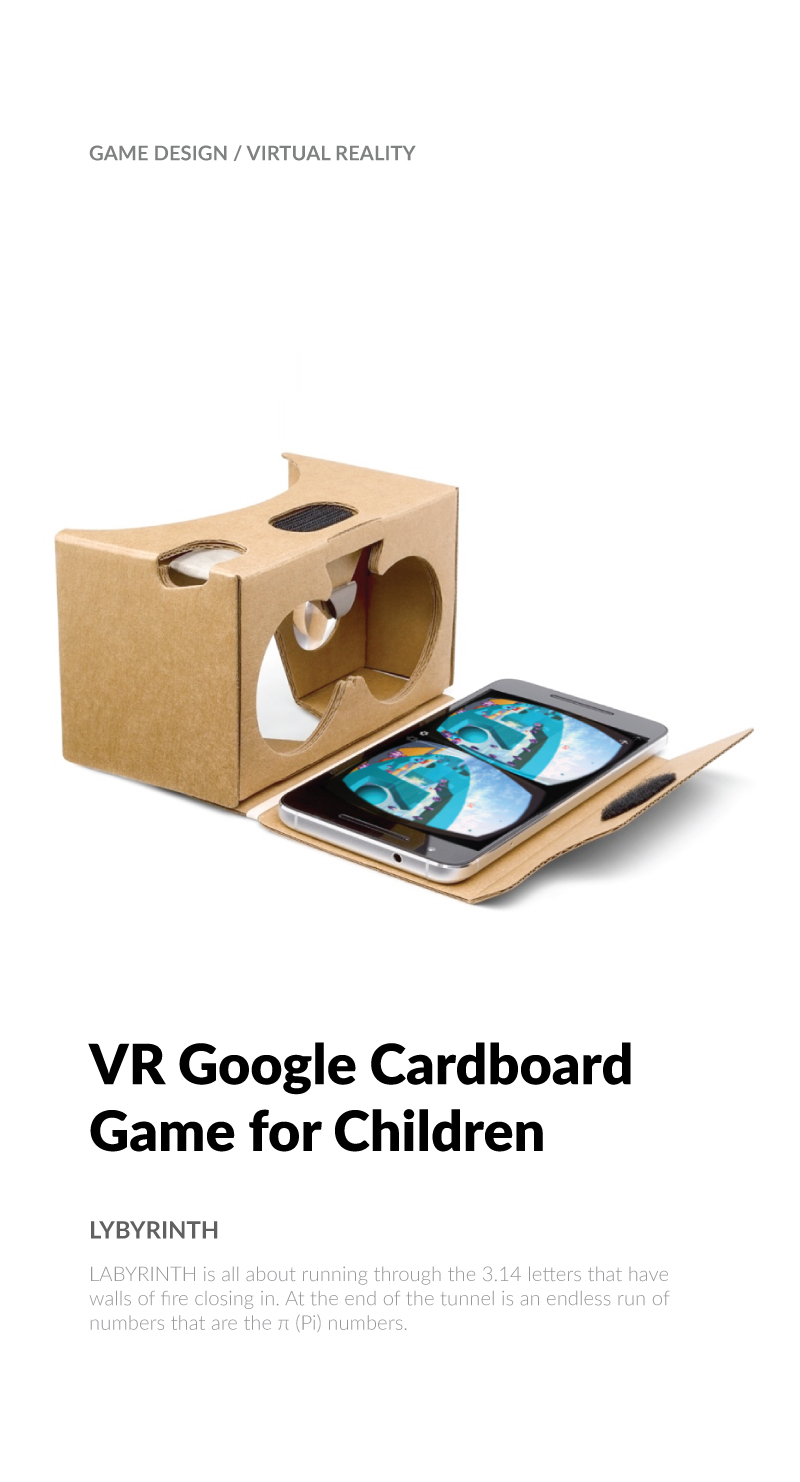 GAME DESIGN / VIRTUAL REALITY
VR Google Cardboard
Game for Children
LYBYRINTH
LABYRINTH is all about running through the 3.14 letters that have
walls of fire closing in. At the end of the tunnel is an endless run of
numbers that are the π (Pi) numbers.